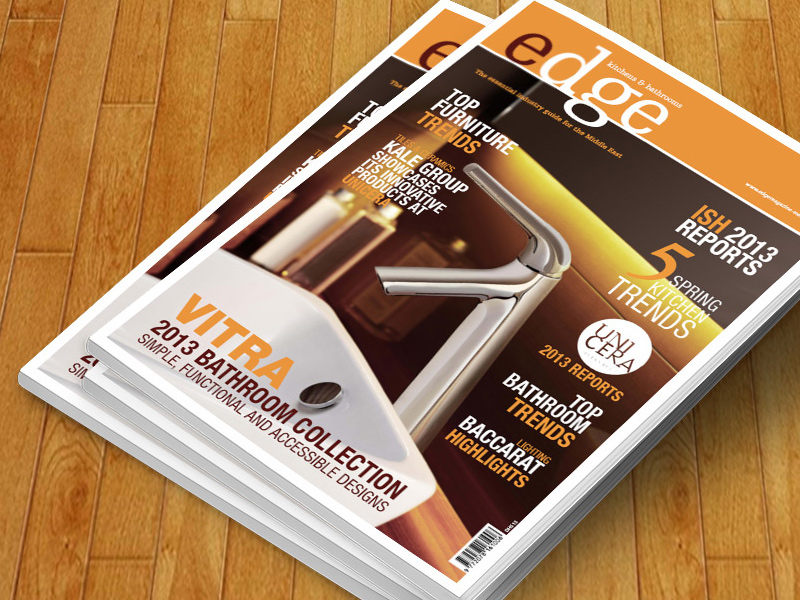 edge
kitchens & bathrooms
The essential industry guide for the Middle East
TOP
FURNITURE
TRENDS
KALE GROUP
SHOWCASES
ITS INNOVATIVE
PRODUCTS AT
UNICERA
ISH 2013
REPORTS
5 SPRING
KITCHEN
TRENDS
UNI
CERA
2013 REPORTS
TOP
BATHROOM
TRENDS
LIGHTING
BACCARAT
HIGHLIGHTS
VITRA
2013 BATHROOM COLLECTION
SIMPLE, FUNCTIONAL AND ACCESSIBLE DESIGNS